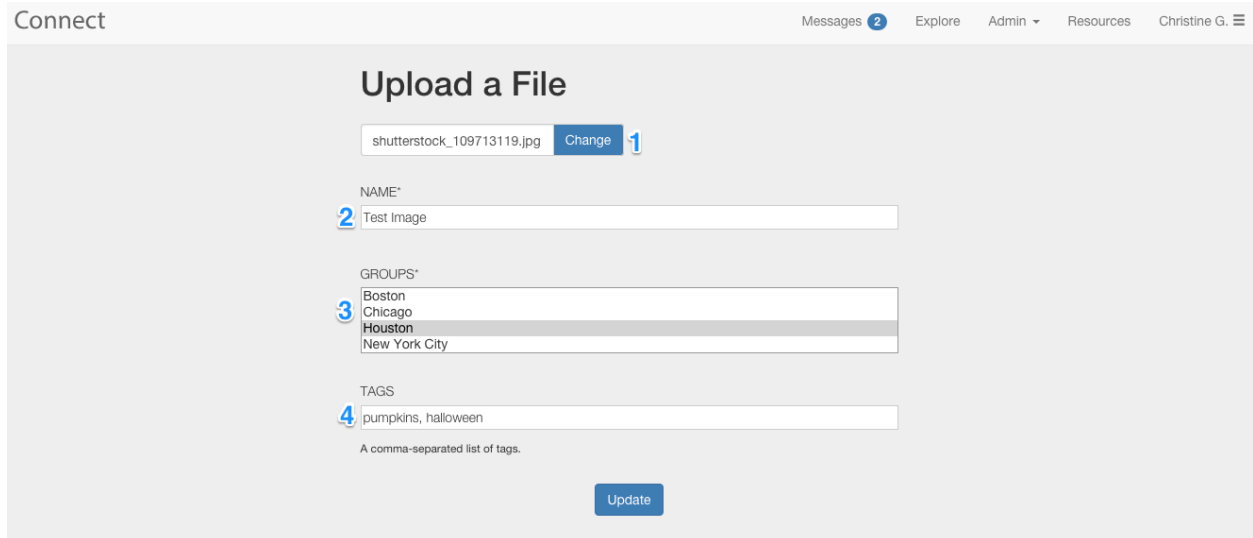 Connect Messages 2 Explore Admin Resources Christine G.
Upload a File
shutterstock_109713119.jpg Change 1
NAME*
2 Test Image
GROUPS*
Boston
3 Chicago
Houston
New York City
TAGS
4 pumpkins, halloween
A comma-separated list of tags.
Update